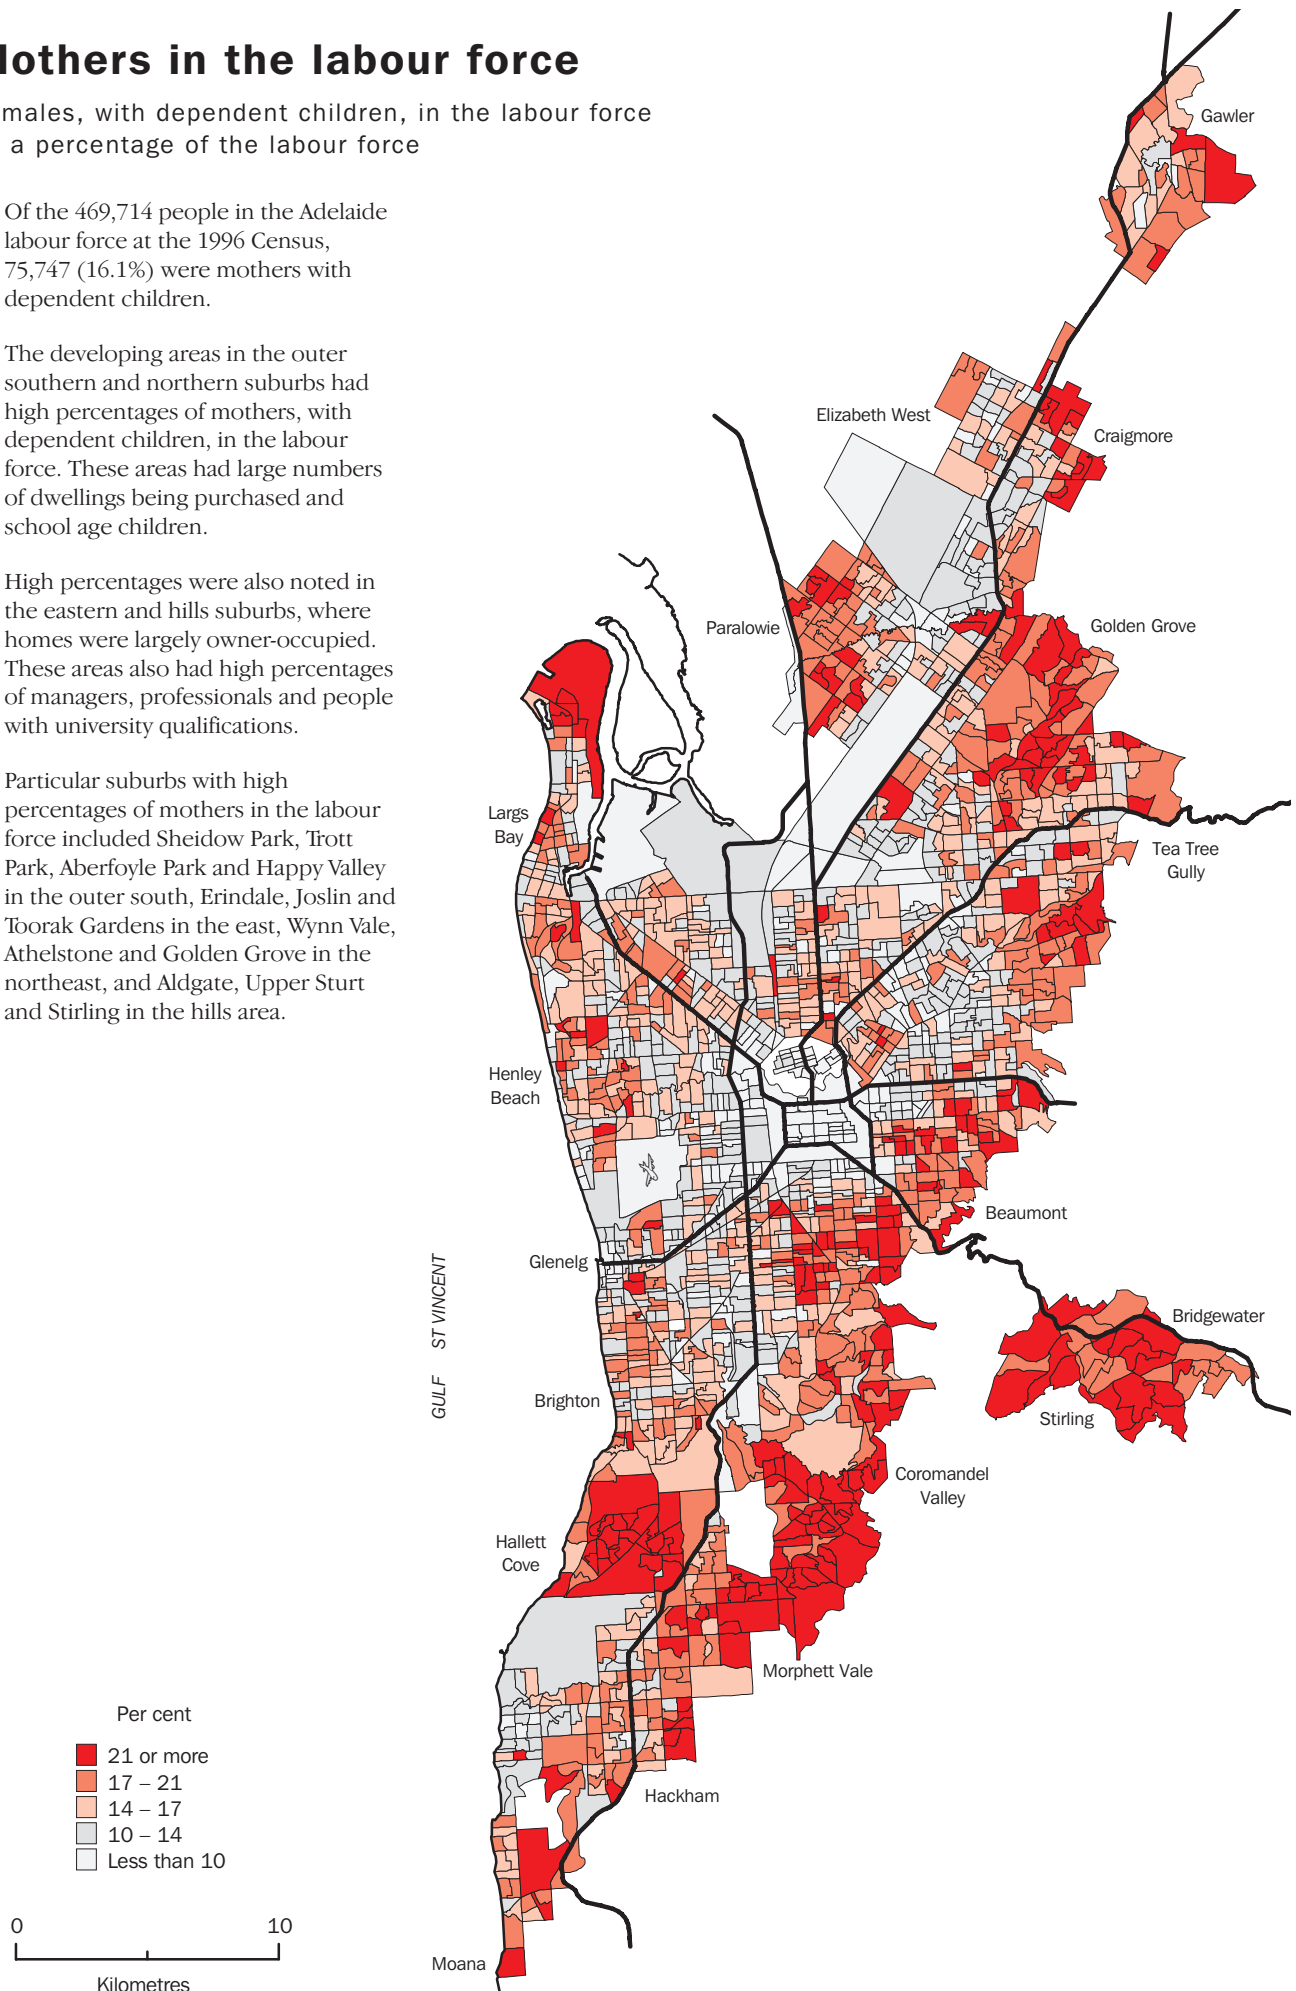 others in the labour force
males, with dependent children, in the labour force
a percentage of the labour force
Of the 469,714 people in the Adelaide
labour force at the 1996 Census,
75,747 (16.1%) were mothers with
dependent children.
The developing areas in the outer
southern and northern suburbs had
high percentages of mothers, with
dependent children, in the labour
force. These areas had large numbers
of dwellings being purchased and
school age children.
High percentages were also noted in
the eastern and hills suburbs, where
homes were largely owner-occupied.
These areas also had high percentages
of managers, professionals and people
with university qualifications.
Particular suburbs with high
percentages of mothers in the labour
force included Sheidow Park, Trott
Park, Aberfoyle Park and Happy Valley
in the outer south, Erindale, Joslin and
Toorak Gardens in the east, Wynn Vale,
Athelstone and Golden Grove in the
northeast, and Aldgate, Upper Sturt
and Stirling in the hills area.
Gawler
Elizabeth West
Craigmore
Paralowie
Golden Grove
Largs
Bay
Tea Tree
Gully
Henley
Beach
Beaumont
Glenelg
GULF ST VINCENT
Bridgewater
Brighton
Stirling
Coromandel
Valley
Hallett
Cove
Morphett Vale
Hackham
Moana
Per cent
21 or more
17 – 21
14 – 17
10 – 14
Less than 10
0 10
Kilometres